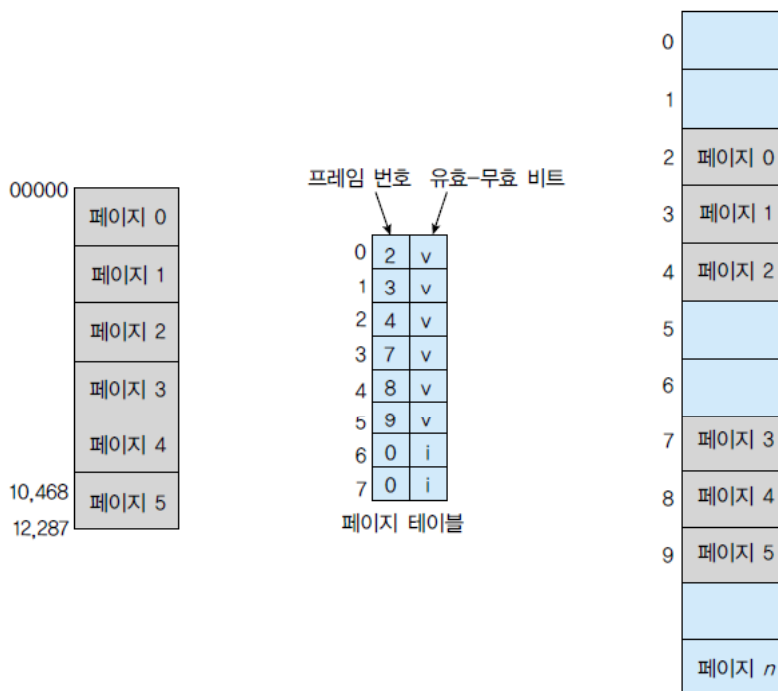 00000
페이지 0
페이지 1
페이지 2
페이지 3
페이지 4
10,468
페이지 5
12,287
프레임 번호 유효-무효 비트
0 2 v
1 3 v
2 4 v
3 7 v
4 8 v
5 9 v
6 0 i
7 0 i
페이지 테이블
0
1
2 페이지 0
3 페이지 1
4 페이지 2
5
6
7 페이지 3
8 페이지 4
9 페이지 5
페이지 n